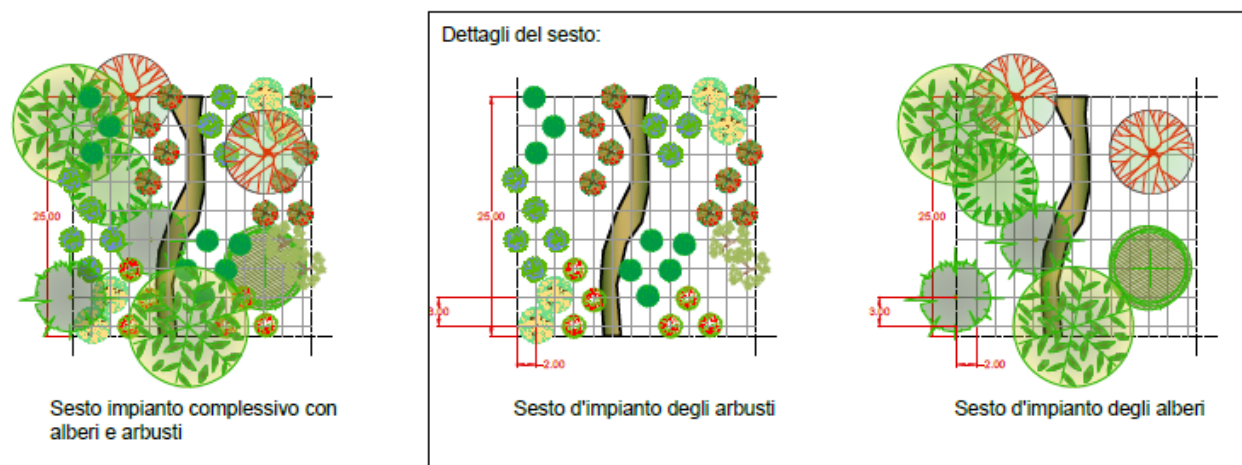 Dettagli del sesto:
25,00
25,00
3,00
2,00
25,00
3,00
2,00
Sesto impianto complessivo con
alberi e arbusti
Sesto d'impianto degli arbusti
Sesto d'impianto degli alberi